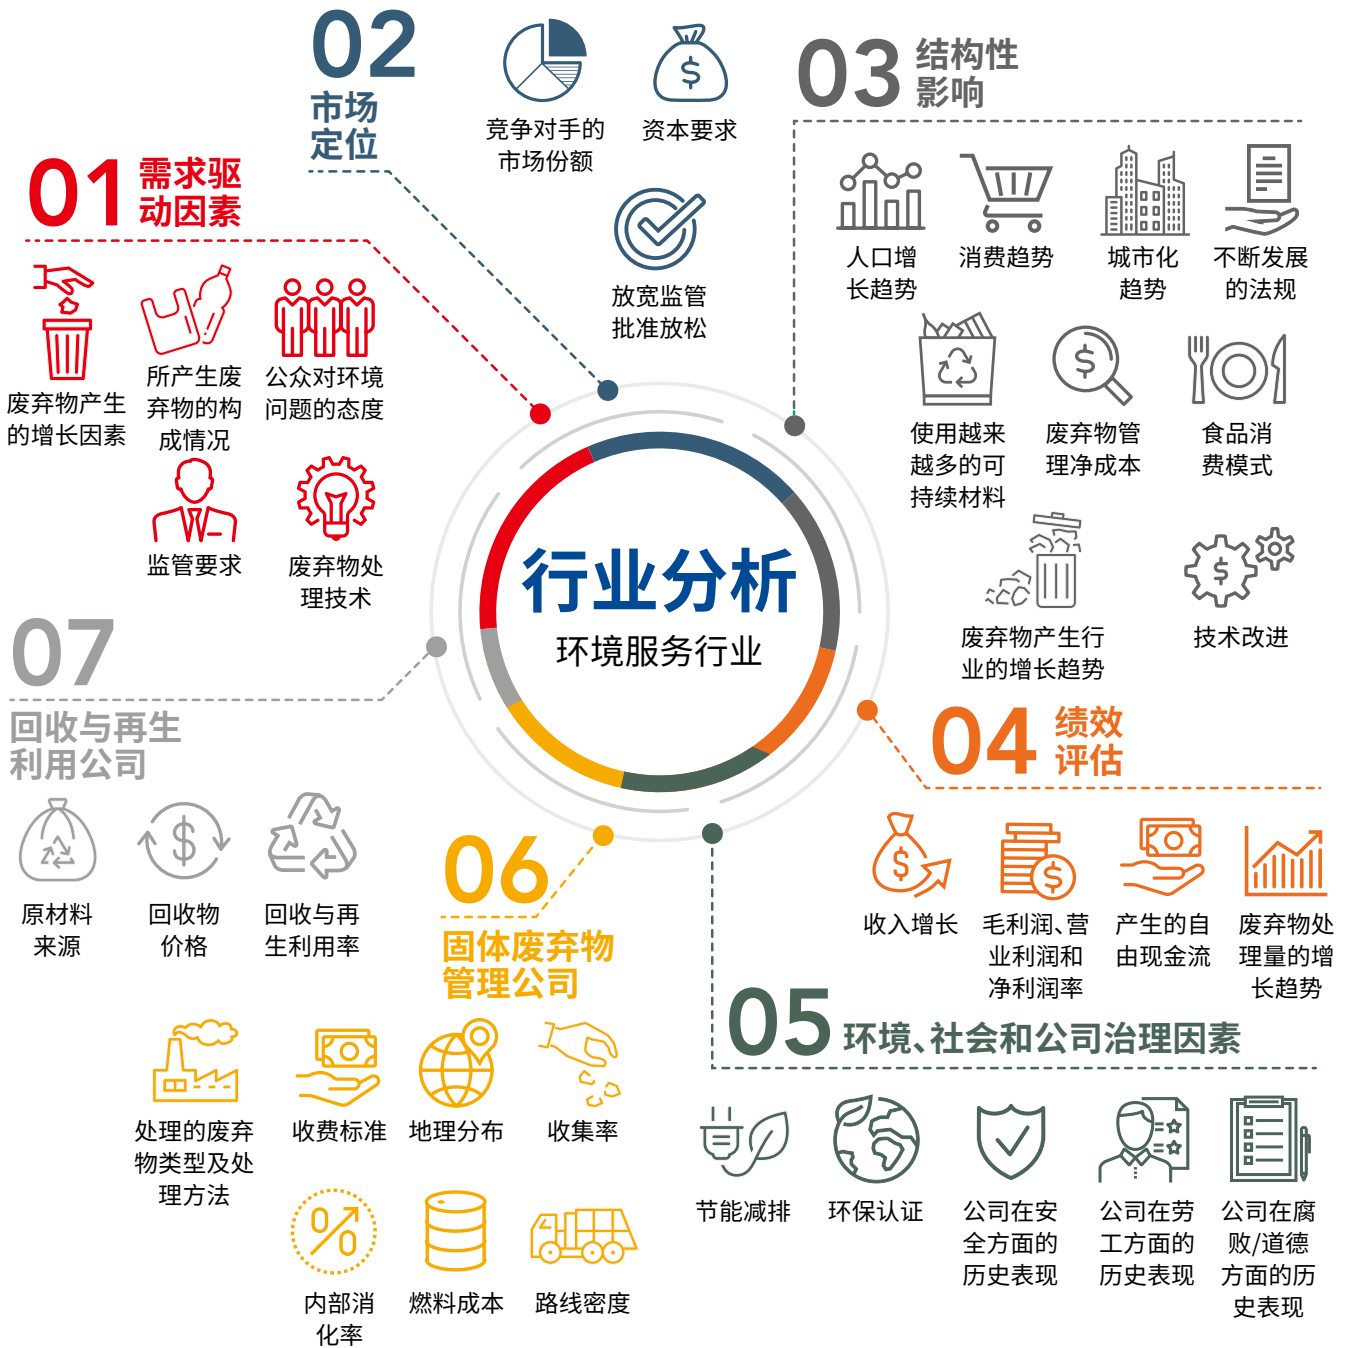 01
需求驱
动因素
废弃物产生
的增长因素
所产生废
弃物的构
成情况
公众对环境
问题的态度
监管要求
废弃物处
理技术
02
市场
定位
竞争对手的
市场份额
资本要求
放宽监管
批准放松
03
结构性
影响
人口增
长趋势
消费趋势
城市化
趋势
不断发展
的法规
使用越来
越多的可
持续材料
废弃物管
理净成本
食品消
费模式
废弃物产生行
业的增长趋势
技术改进
行业分析
环境服务行业
04
绩效
评估
收入增长
毛利润、营
业利润和
净利润率
产生的自
由现金流
废弃物处
理量的增
长趋势
05
环境、社会和公司治理因素
节能减排
环保认证
公司在安
全方面的
历史表现
公司在劳
工方面的
历史表现
公司在腐
败/道德
方面的历
史表现
06
固体废弃物
管理公司
处理的废弃
物类型及处
理方法
收费标准
地理分布
收集率
内部消
化率
燃料成本
路线密度
07
回收与再生
利用公司
原材料
来源
回收物
价格
回收与再
生利用率